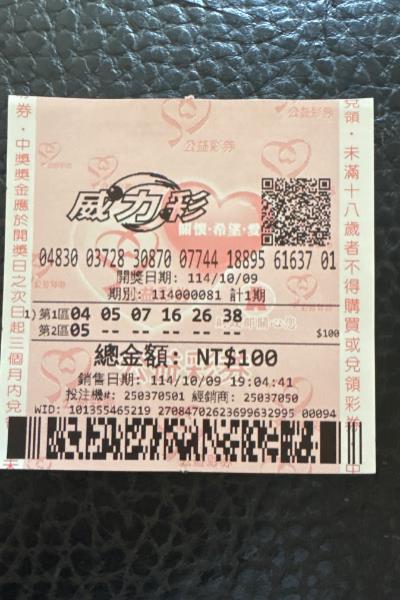 公益彩券
威力彩
關懷·希望·愛
04830 03728 30870 07744 18895 61637 01
開獎日期: 114/10/09
期別: 114000081 計1期
1) 第1區 04 05 07 16 26 38
第2區 05 -- -- -- -- --
$100
總金額: NT$100
銷售日期: 114/10/09 19:04:41
投注機#: 250370501 經銷商: 25037050
WID: 101355465219 27084702623699632995 00094
券·中獎獎金應於開獎日之次日起三個月內兌
兌領·未滿十八歲者不得購買或兌領彩券